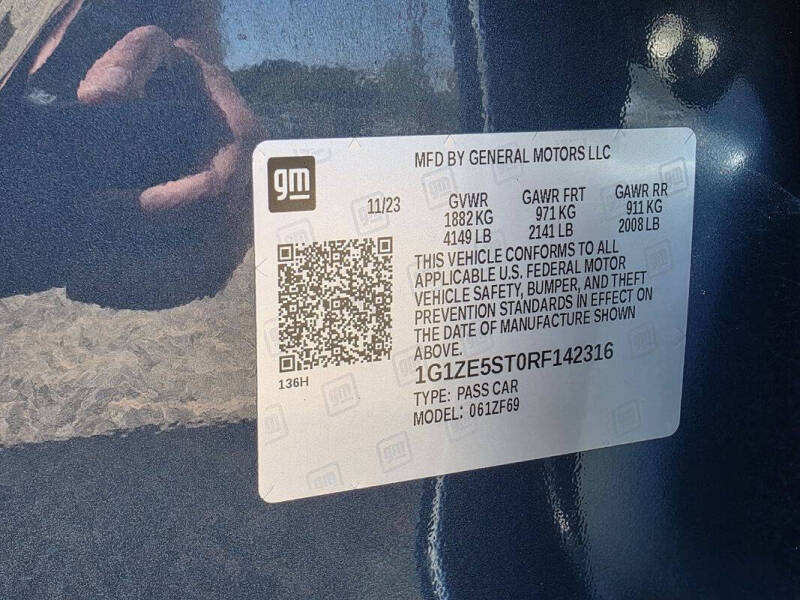 gm
MFD BY GENERAL MOTORS LLC
11/23
GVWR GAWR FRT GAWR RR
1882 KG 971 KG 911 KG
4149 LB 2141 LB 2008 LB
THIS VEHICLE CONFORMS TO ALL
APPLICABLE U.S. FEDERAL MOTOR
VEHICLE SAFETY, BUMPER, AND THEFT
PREVENTION STANDARDS IN EFFECT ON
THE DATE OF MANUFACTURE SHOWN
ABOVE.
136H
1G1ZE5ST0RF142316
TYPE: PASS CAR
MODEL: 061ZF69